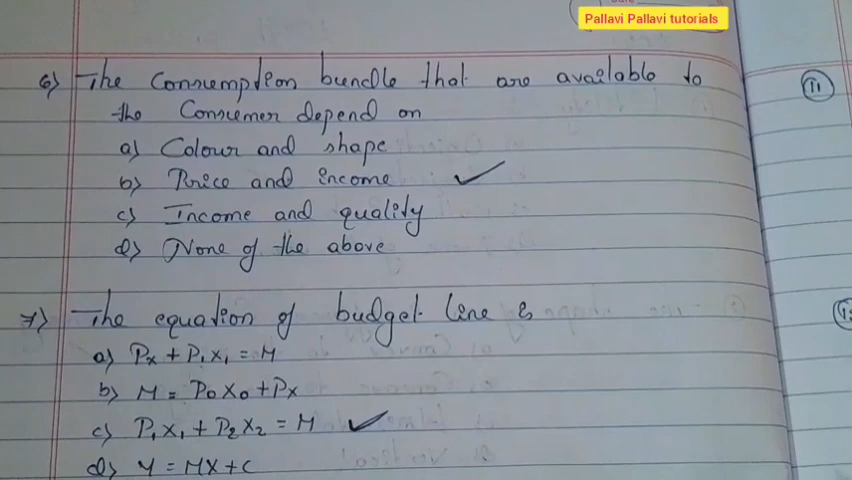 Pallavi Pallavi tutorials
6) The Consumption bundle that are available to
the Consumer depend on
a) Colour and shape
b) Price and income ✓
c) Income and quality
d) None of the above
7) The equation of budget line is
a) Px + P₁x₁ = M
b) M = P₀X₀ + Px
c) P₁X₁ + P₂X₂ = M ✓
d) Y = MX + C
11